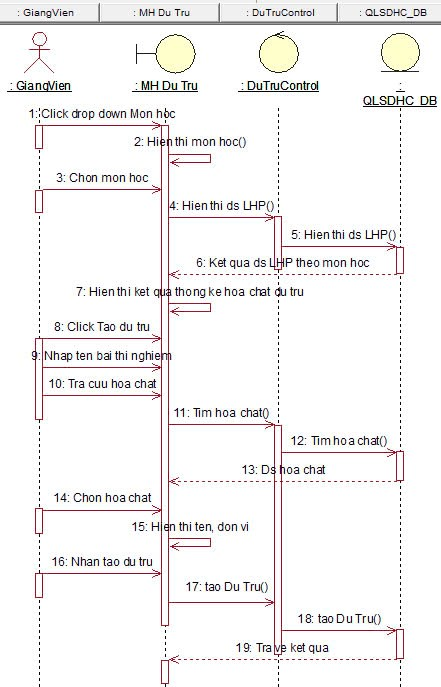 : GiangVien : MH Du Tru : DuTruControl : QLSDHC_DB
: GiangVien : MH Du Tru : DuTruControl :
QLSDHC_DB
1: Click drop down Mon hoc
2: Hien thi mon hoc()
3: Chon mon hoc
4: Hien thi ds LHP()
5: Hien thi ds LHP()
6: Ket qua ds LHP theo mon hoc
7: Hien thi ket qua thong ke hoa chat du tru
8: Click Tao du tru
9: Nhap ten bai thi nghiem
10: Tra cuu hoa chat
11: Tim hoa chat()
12: Tim hoa chat()
13: Ds hoa chat
14: Chon hoa chat
15: Hien thi ten, don vi
16: Nhan tao du tru
17: tao Du Tru()
18: tao Du Tru()
19: Tra ve ket qua